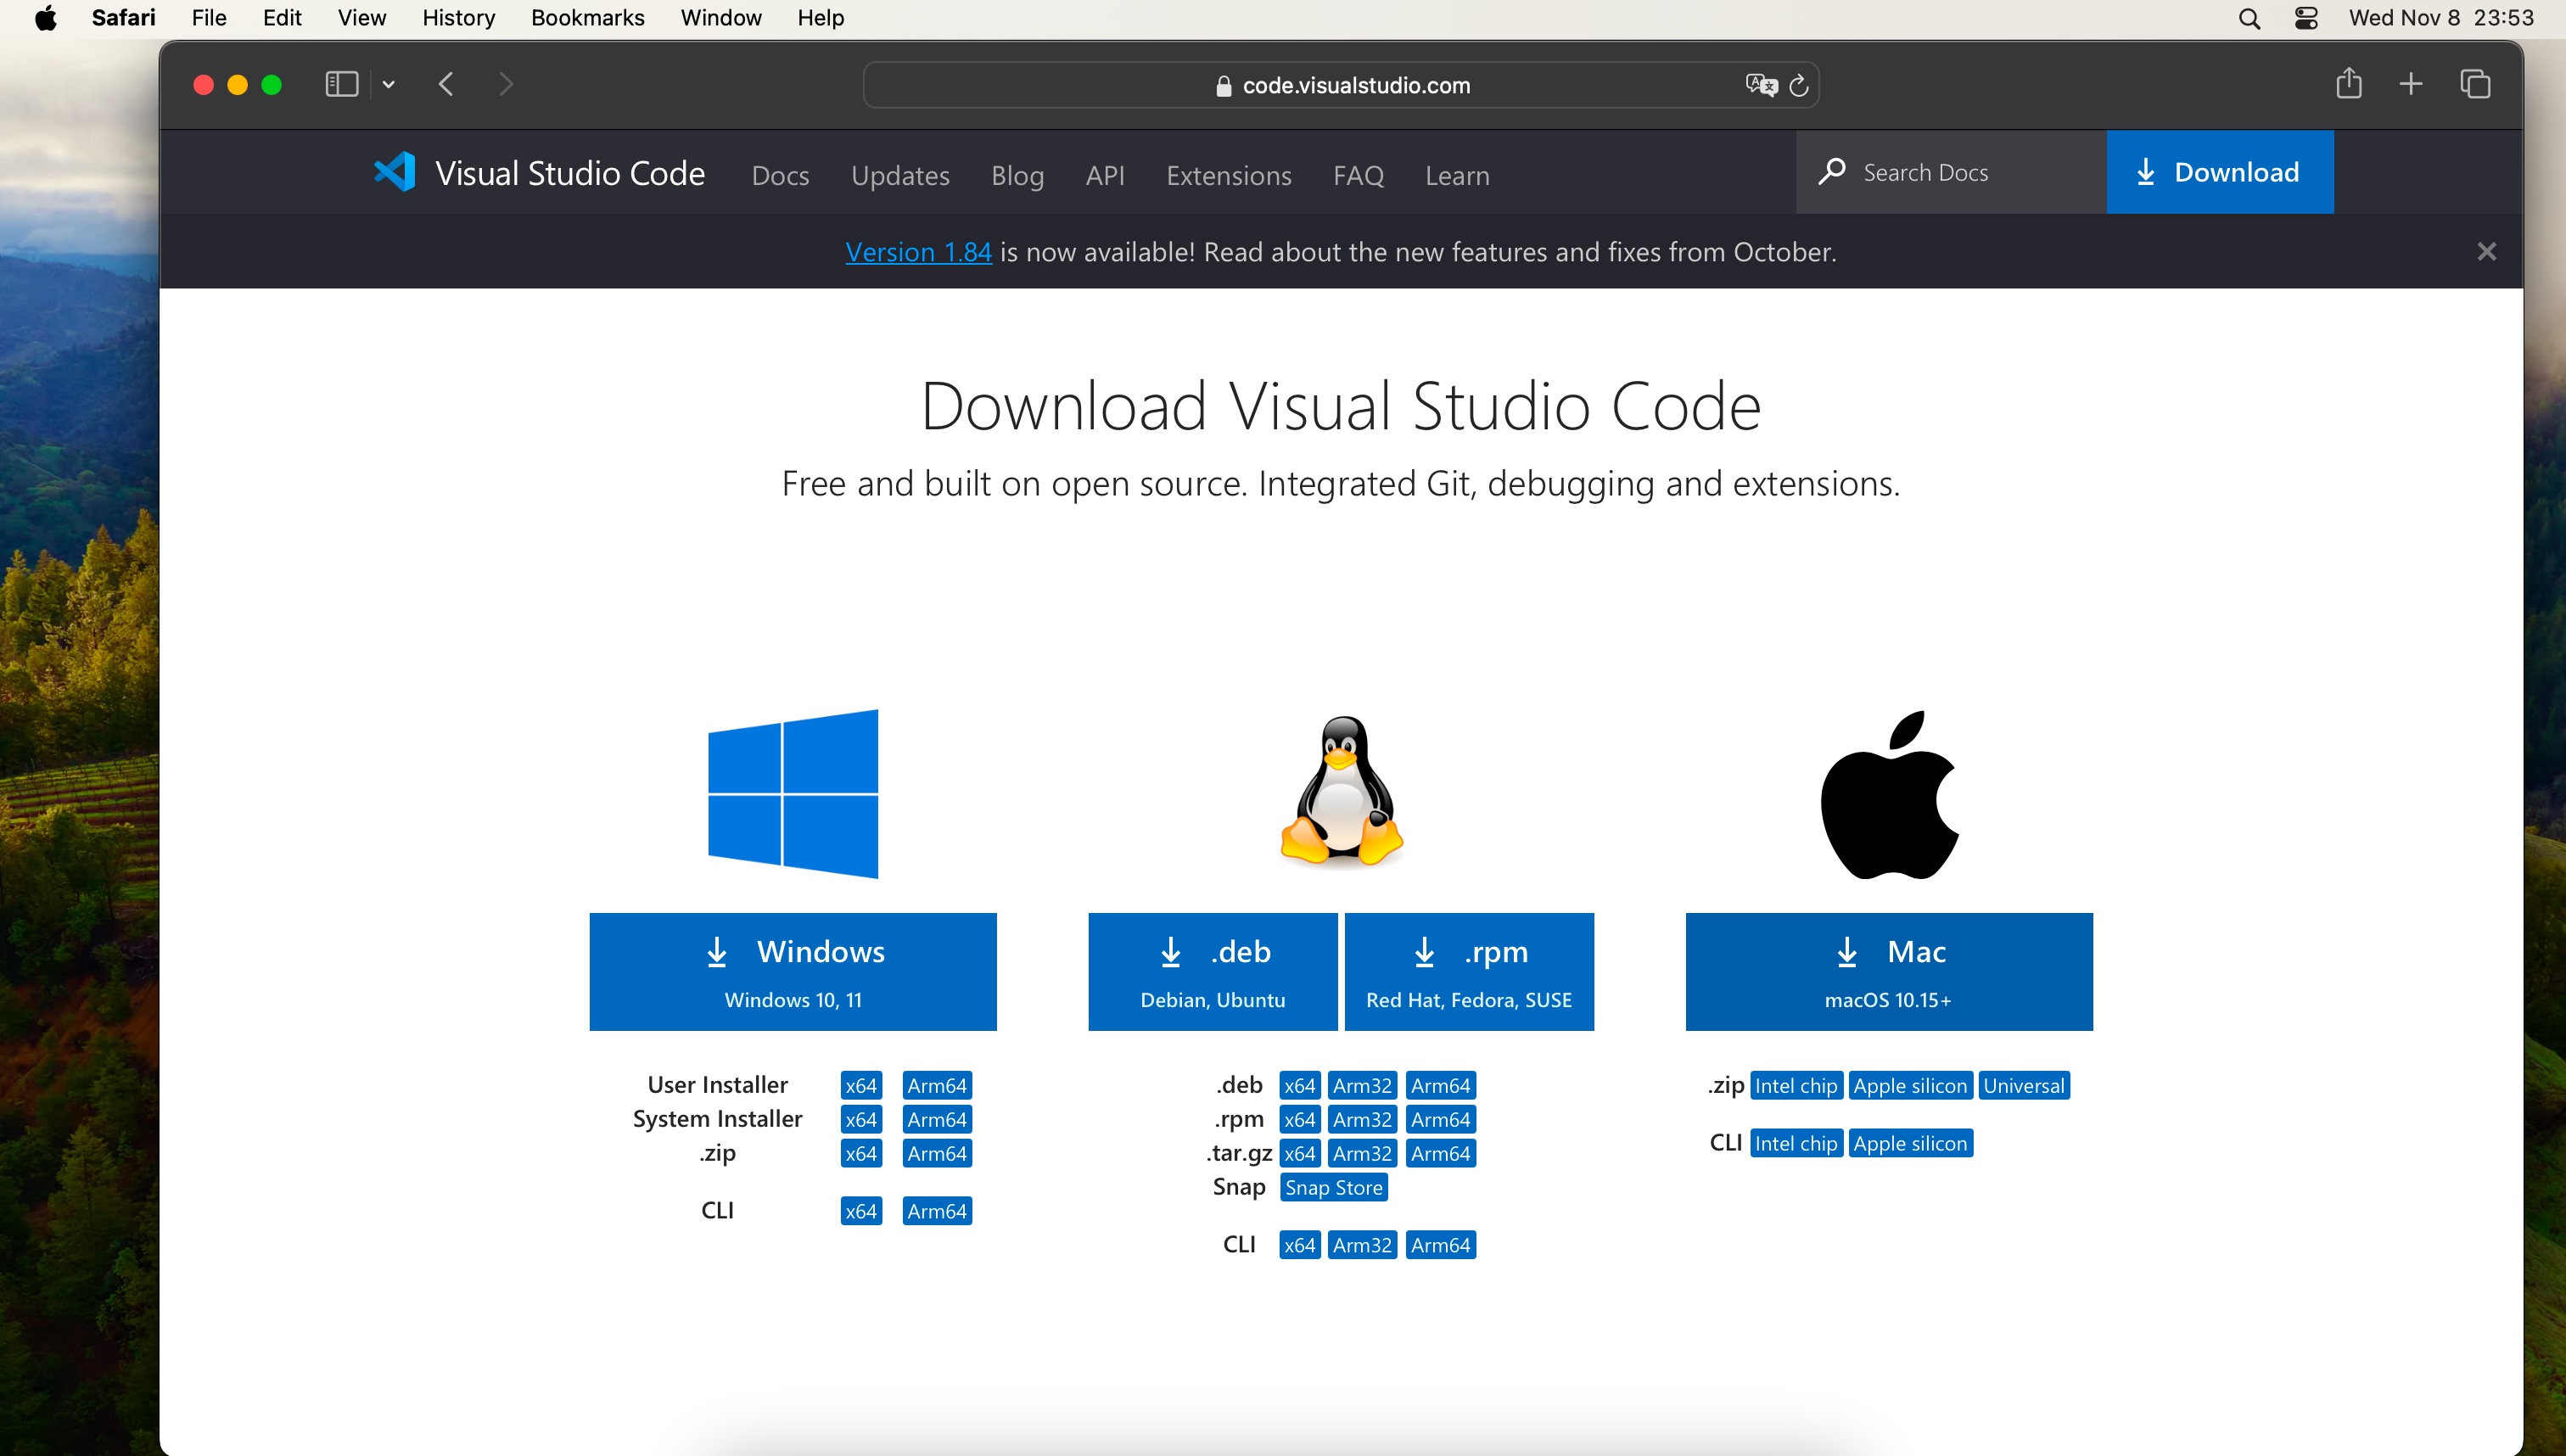 Safari File Edit View History Bookmarks Window Help Wed Nov 8 23:53
code.visualstudio.com
Visual Studio Code Docs Updates Blog API Extensions FAQ Learn Search Docs Download
Version 1.84 is now available! Read about the new features and fixes from October.
Download Visual Studio Code
Free and built on open source. Integrated Git, debugging and extensions.
Windows
Windows 10, 11
User Installer x64 Arm64
System Installer x64 Arm64
.zip x64 Arm64
CLI x64 Arm64
.deb
Debian, Ubuntu
.rpm
Red Hat, Fedora, SUSE
.deb x64 Arm32 Arm64
.rpm x64 Arm32 Arm64
.tar.gz x64 Arm32 Arm64
Snap Snap Store
CLI x64 Arm32 Arm64
Mac
macOS 10.15+
.zip Intel chip Apple silicon Universal
CLI Intel chip Apple silicon